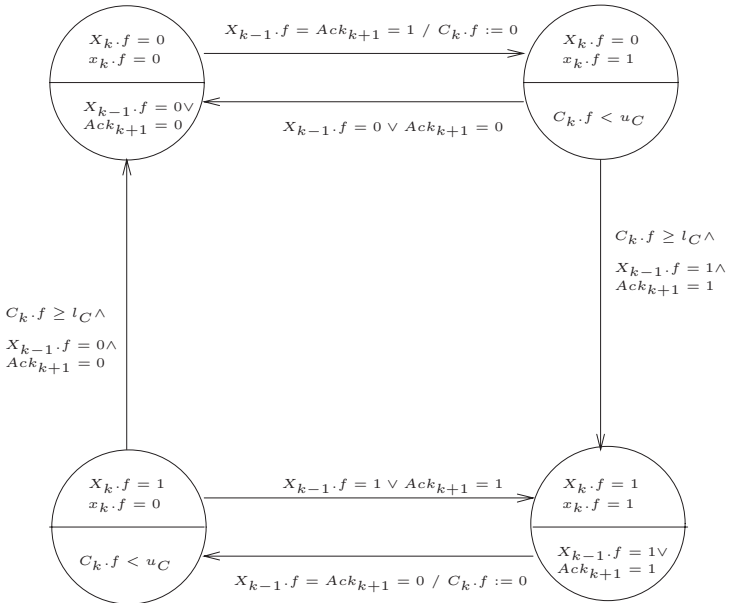 X_k.f = 0
x_k.f = 0
X_{k−1}.f = 0∨
Ack_{k+1} = 0
X_{k−1}.f = Ack_{k+1} = 1 / C_k.f := 0
X_{k−1}.f = 0 ∨ Ack_{k+1} = 0
X_k.f = 0
x_k.f = 1
C_k.f < u_C
C_k.f ≥ l_C∧
X_{k−1}.f = 0∧
Ack_{k+1} = 0
C_k.f ≥ l_C∧
X_{k−1}.f = 1∧
Ack_{k+1} = 1
X_k.f = 1
x_k.f = 0
C_k.f < u_C
X_{k−1}.f = 1 ∨ Ack_{k+1} = 1
X_{k−1}.f = Ack_{k+1} = 0 / C_k.f := 0
X_k.f = 1
x_k.f = 1
X_{k−1}.f = 1∨
Ack_{k+1} = 1